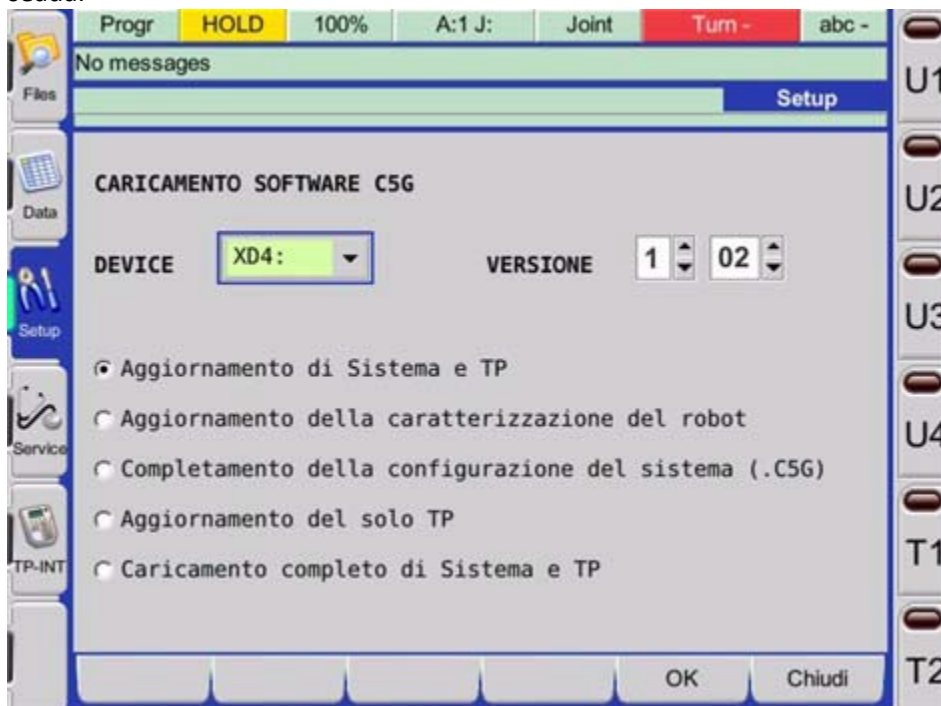 Progr HOLD 100% A:1 J: Joint Turn - abc -
No messages
Setup
Files
Data
Setup
Service
TP-INT
CARICAMENTO SOFTWARE C5G
DEVICE XD4: VERSIONE 1 02
Aggiornamento di Sistema e TP
Aggiornamento della caratterizzazione del robot
Completamento della configurazione del sistema (.C5G)
Aggiornamento del solo TP
Caricamento completo di Sistema e TP
OK Chiudi
U1
U2
U3
U4
T1
T2